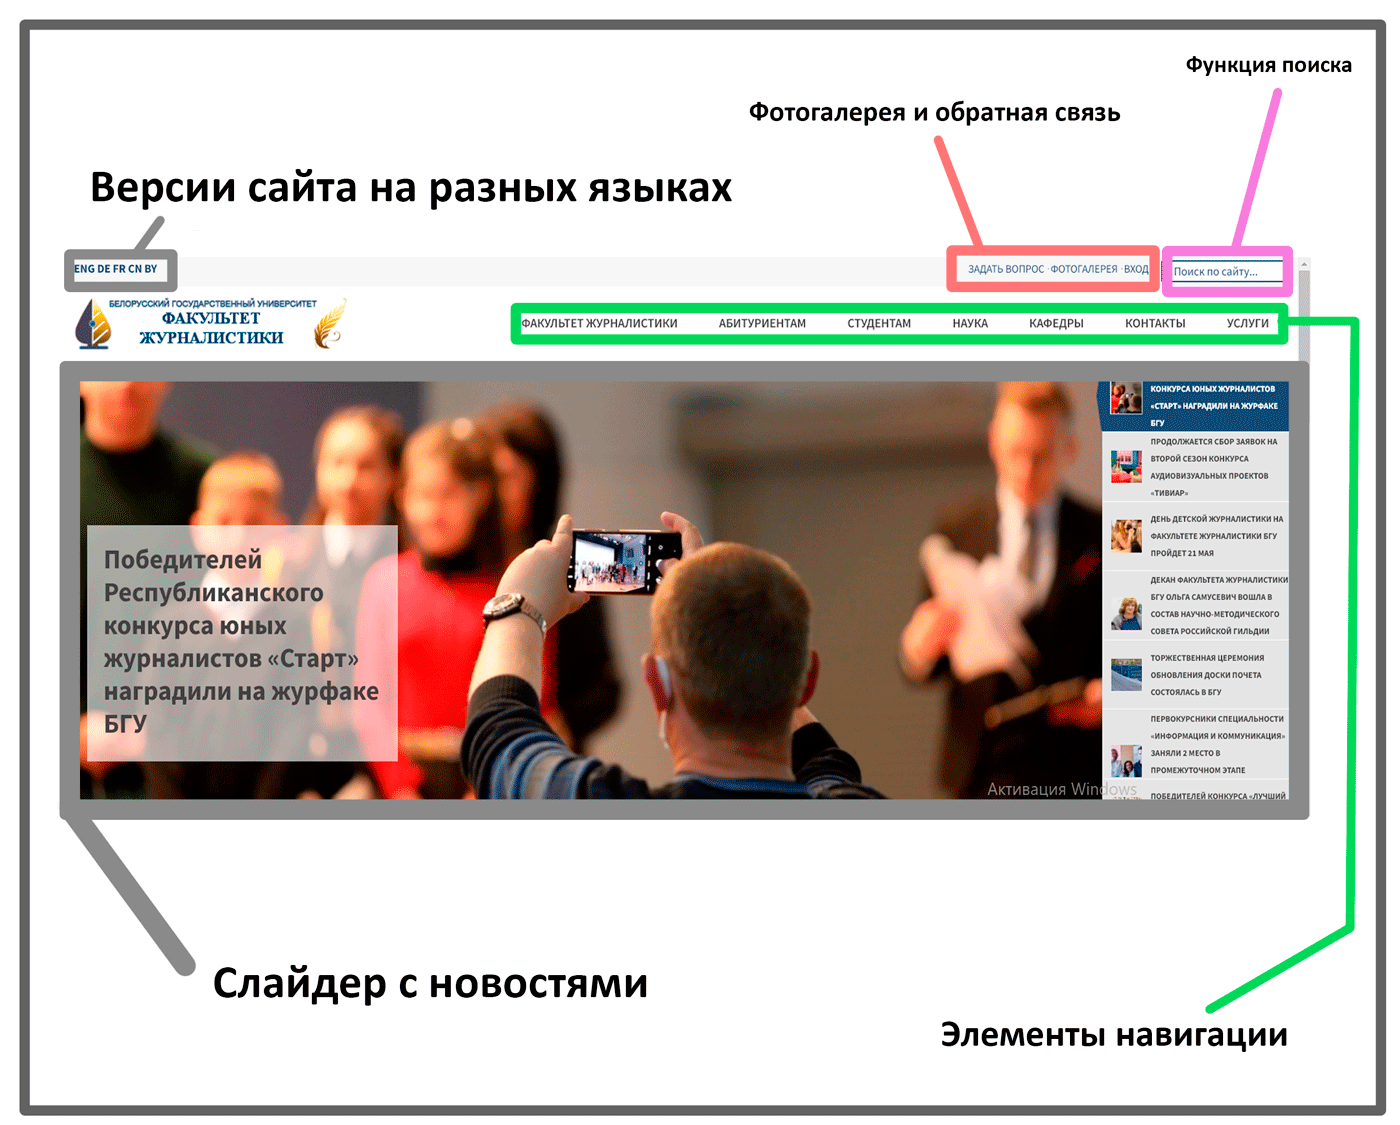 Функция поиска
Фотогалерея и обратная связь
Версии сайта на разных языках
ENG DE FR CN BY
ЗАДАТЬ ВОПРОС · ФОТОГАЛЕРЕЯ · ВХОД
Поиск по сайту...
БЕЛОРУССКИЙ ГОСУДАРСТВЕННЫЙ УНИВЕРСИТЕТ
ФАКУЛЬТЕТ
ЖУРНАЛИСТИКИ
ФАКУЛЬТЕТ ЖУРНАЛИСТИКИ АБИТУРИЕНТАМ СТУДЕНТАМ НАУКА КАФЕДРЫ КОНТАКТЫ УСЛУГИ
Победителей
Республиканского
конкурса юных
журналистов «Старт»
наградили на журфаке
БГУ
КОНКУРСА ЮНЫХ ЖУРНАЛИСТОВ
«СТАРТ» НАГРАДИЛИ НА ЖУРФАКЕ
БГУ
ПРОДОЛЖАЕТСЯ СБОР ЗАЯВОК НА
ВТОРОЙ СЕЗОН КОНКУРСА
АУДИОВИЗУАЛЬНЫХ ПРОЕКТОВ
«ТИВИАР»
ДЕНЬ ДЕТСКОЙ ЖУРНАЛИСТИКИ НА
ФАКУЛЬТЕТЕ ЖУРНАЛИСТИКИ БГУ
ПРОЙДЕТ 21 МАЯ
ДЕКАН ФАКУЛЬТЕТА ЖУРНАЛИСТИКИ
БГУ ОЛЬГА САМУСЕВИЧ ВОШЛА В
СОСТАВ НАУЧНО-МЕТОДИЧЕСКОГО
СОВЕТА РОССИЙСКОЙ ГИЛЬДИИ
ТОРЖЕСТВЕННАЯ ЦЕРЕМОНИЯ
ОБНОВЛЕНИЯ ДОСКИ ПОЧЕТА
СОСТОЯЛАСЬ В БГУ
ПЕРВОКУРСНИКИ СПЕЦИАЛЬНОСТИ
«ИНФОРМАЦИЯ И КОММУНИКАЦИЯ»
ЗАНЯЛИ 2 МЕСТО В
ПРОМЕЖУТОЧНОМ ЭТАПЕ
ПОБЕДИТЕЛЕЙ КОНКУРСА «ЛУЧШИЙ
Активация Windows
Слайдер с новостями
Элементы навигации